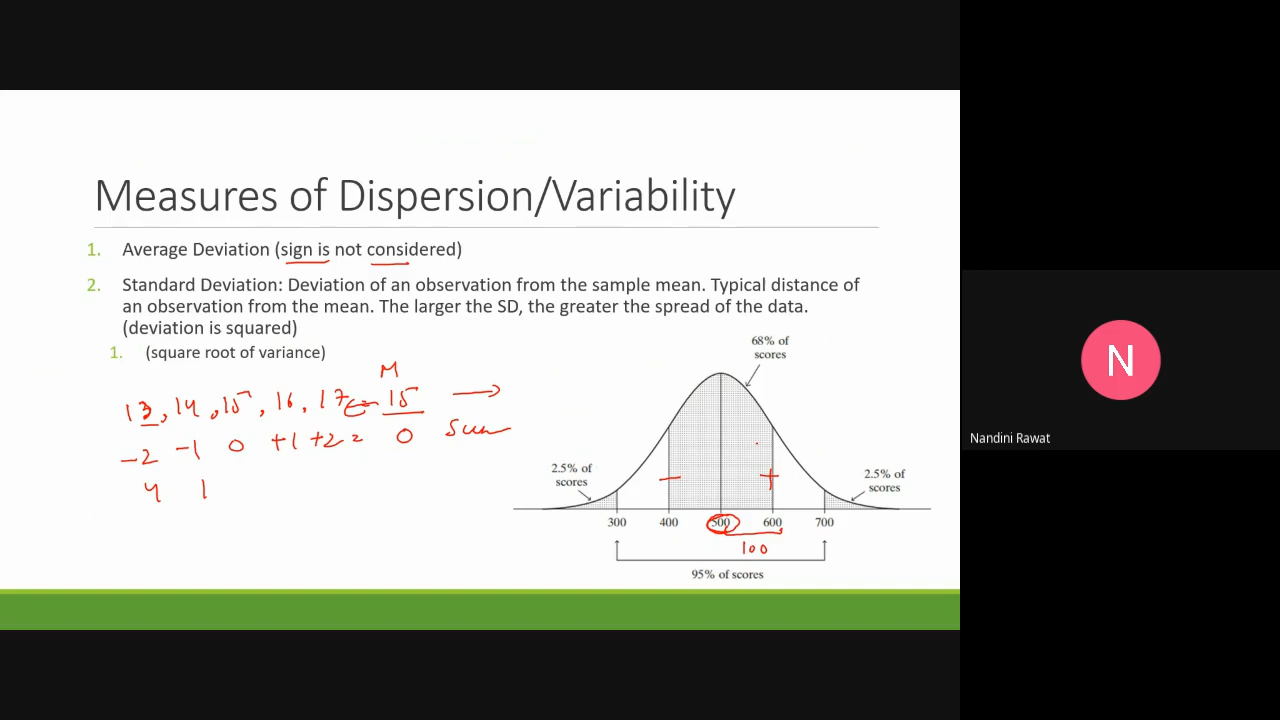 Measures of Dispersion/Variability
1. Average Deviation (sign is not considered)
2. Standard Deviation: Deviation of an observation from the sample mean. Typical distance of
an observation from the mean. The larger the SD, the greater the spread of the data.
(deviation is squared)
1. (square root of variance)
M
13, 14, 15, 16, 17 = 15
-2 -1 0 +1 +2 = 0 Sum
4 1
68% of
scores
2.5% of
scores
2.5% of
scores
- +
300 400 500 600 700
100
95% of scores
N
Nandini Rawat